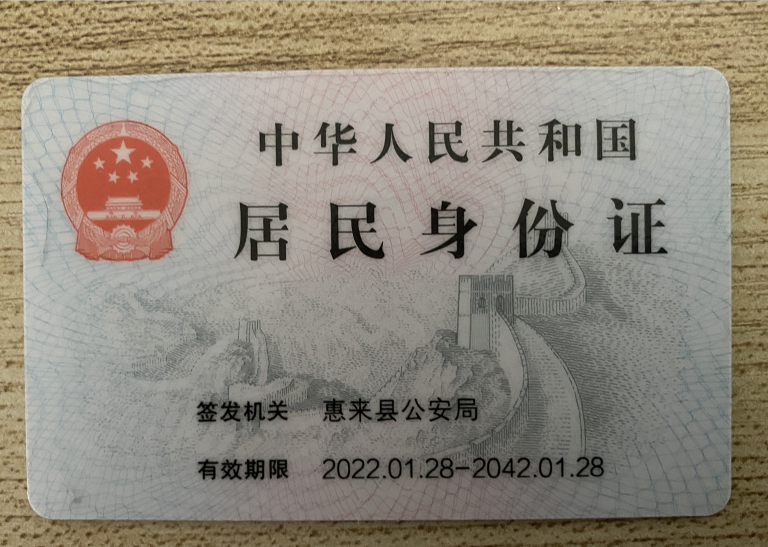 中华人民共和国
居民身份证
签发机关 惠来县公安局
有效期限 2022.01.28-2042.01.28